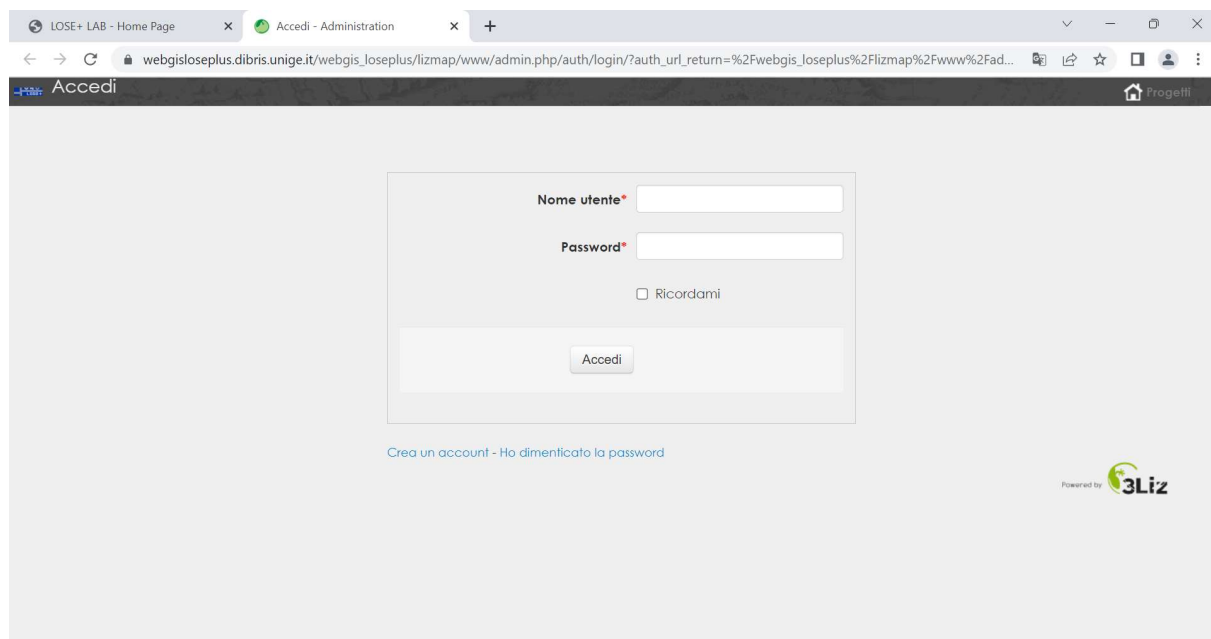 LOSE+ LAB - Home Page
Accedi - Administration
webgisloseplus.dibris.unige.it/webgis_loseplus/lizmap/www/admin.php/auth/login/?auth_url_return=%2Fwebgis_loseplus%2Flizmap%2Fwww%2Fad...
Accedi
Progetti
Nome utente*
Password*
Ricordami
Accedi
Crea un account - Ho dimenticato la password
Powered by 3Liz